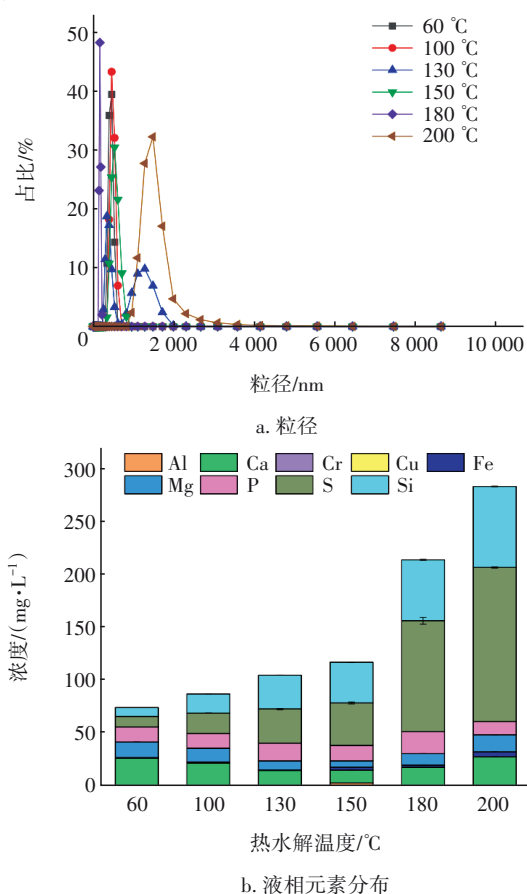 60 ℃
100 ℃
130 ℃
150 ℃
180 ℃
200 ℃
占比/%
50
40
30
20
10
0
2 000
4 000
6 000
8 000
10 000
粒径/nm
a. 粒径
Al
Ca
Cr
Cu
Fe
Mg
P
S
Si
浓度/(mg·L⁻¹)
300
250
200
150
100
50
0
60
100
130
150
180
200
热水解温度/℃
b. 液相元素分布